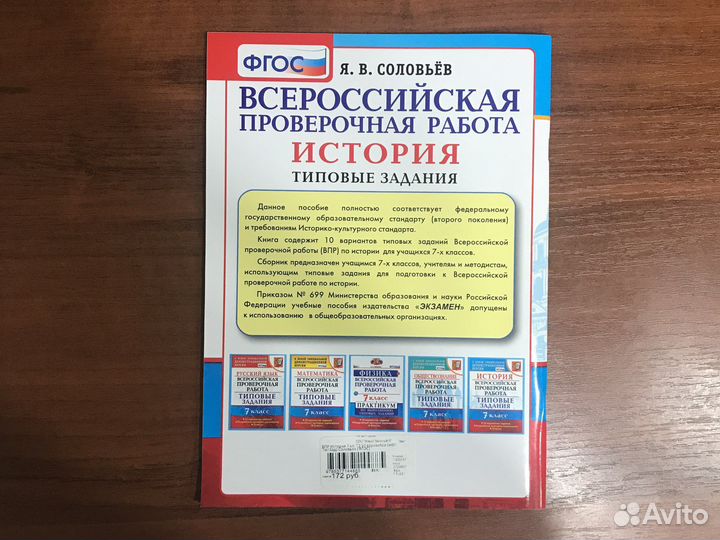 ФГОС
Я. В. СОЛОВЬЁВ
ВСЕРОССИЙСКАЯ
ПРОВЕРОЧНАЯ РАБОТА
ИСТОРИЯ
ТИПОВЫЕ ЗАДАНИЯ
Данное пособие полностью соответствует федеральному
государственному образовательному стандарту (второго поколения)
и требованиям Историко-культурного стандарта.
Книга содержит 10 вариантов типовых заданий Всероссийской
проверочной работы (ВПР) по истории для учащихся 7-х классов.
Сборник предназначен учащимся 7-х классов, учителям и методистам,
использующим типовые задания для подготовки к Всероссийской
проверочной работе по истории.
Приказом № 699 Министерства образования и науки Российской
Федерации учебные пособия издательства «ЭКЗАМЕН» допущены
к использованию в общеобразовательных организациях.
РУССКИЙ ЯЗЫК
ВСЕРОССИЙСКАЯ
ПРОВЕРОЧНАЯ
РАБОТА
ТИПОВЫЕ
ЗАДАНИЯ
7 класс
МАТЕМАТИКА
ВСЕРОССИЙСКАЯ
ПРОВЕРОЧНАЯ
РАБОТА
ТИПОВЫЕ
ЗАДАНИЯ
7 класс
ФИЗИКА
ВСЕРОССИЙСКАЯ
ПРОВЕРОЧНАЯ РАБОТА
7 класс
ПРАКТИКУМ
ОБЩЕСТВОЗНАНИЕ
ВСЕРОССИЙСКАЯ
ПРОВЕРОЧНАЯ
РАБОТА
ТИПОВЫЕ
ЗАДАНИЯ
7 класс
ИСТОРИЯ
ВСЕРОССИЙСКАЯ
ПРОВЕРОЧНАЯ
РАБОТА
ТИПОВЫЕ
ЗАДАНИЯ
7 класс
172 руб
Avito